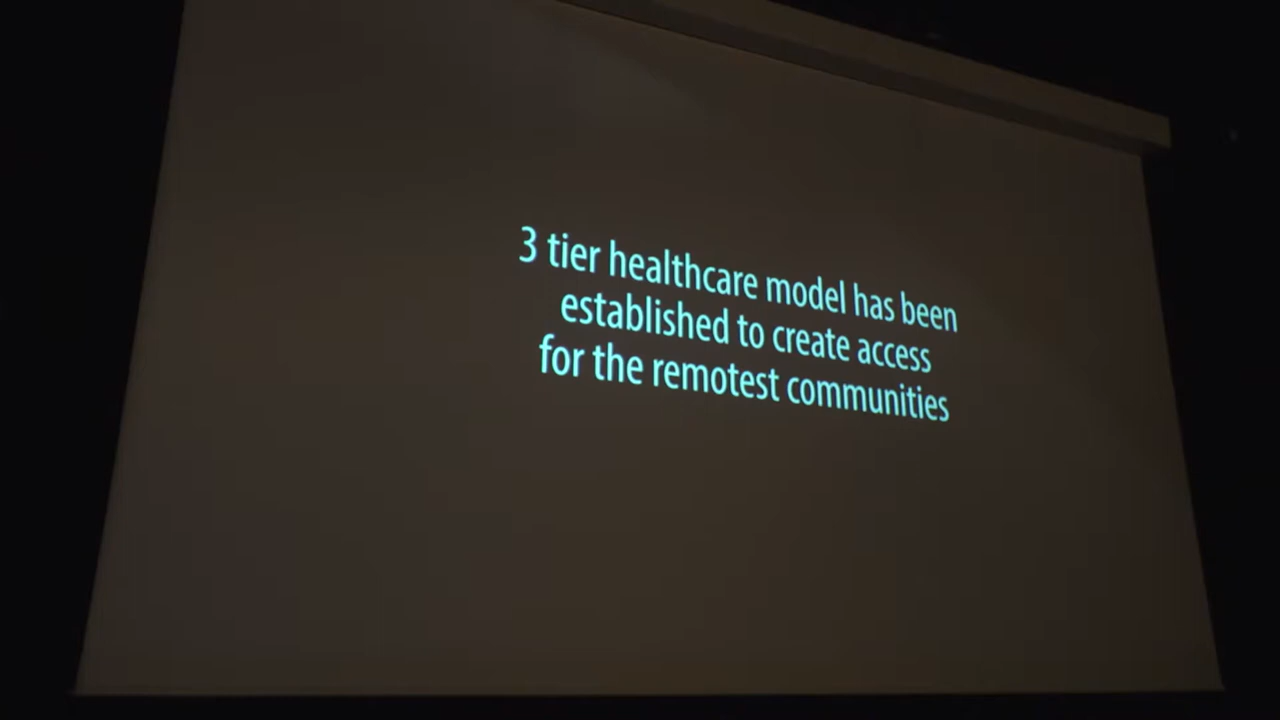 3 tier healthcare model has been
established to create access
for the remotest communities